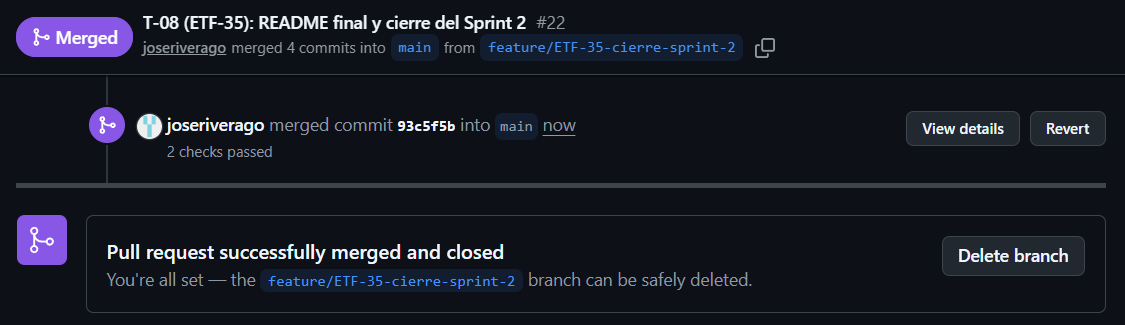 Merged
T-08 (ETF-35): README final y cierre del Sprint 2 #22
joseriverago merged 4 commits into main from feature/ETF-35-cierre-sprint-2
joseriverago merged commit 93c5f5b into main now
2 checks passed
View details
Revert
Pull request successfully merged and closed
You're all set — the feature/ETF-35-cierre-sprint-2 branch can be safely deleted.
Delete branch